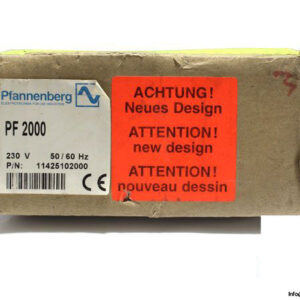 Pfannenberg
ELEKTROTECHNIK FÜR DIE INDUSTRIE
PF 2000
230 V 50/60 Hz
P/N: 11425102000
CE
ACHTUNG!
Neues Design
ATTENTION!
new design
ATTENTION!
nouveau dessin